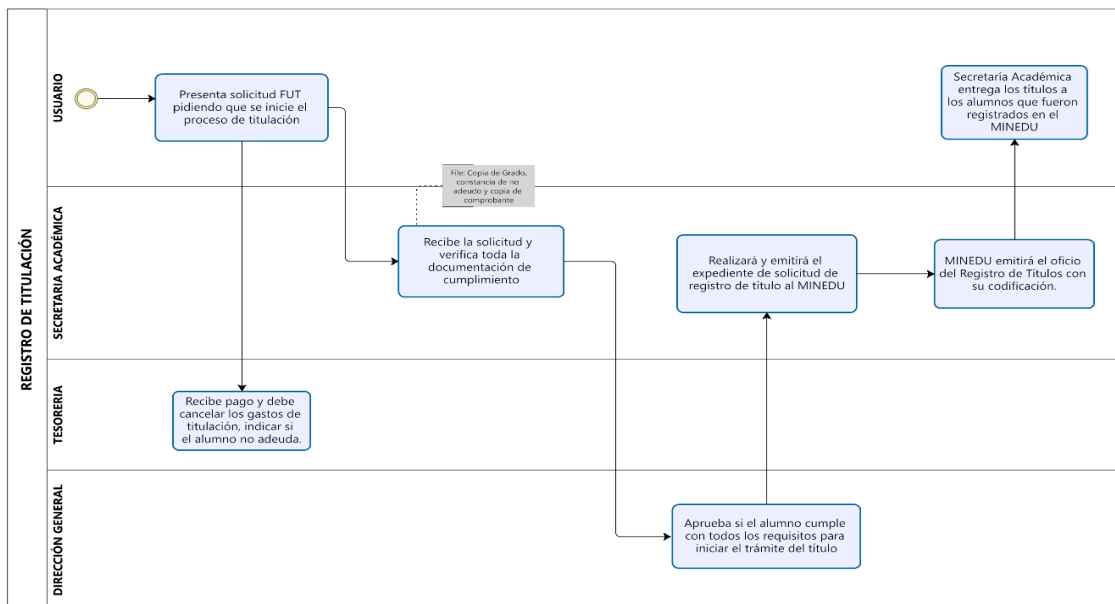 REGISTRO DE TITULACIÓN
USUARIO
Presenta solicitud FUT
pidiendo que se inicie el
proceso de titulación
Secretaría Académica
entrega los títulos a
los alumnos que fueron
registrados en el
MINEDU
SECRETARIA ACADÉMICA
File: Copia de Grado,
constancia de no
adeudo y copia de
comprobante
Recibe la solicitud y
verifica toda la
documentación de
cumplimiento
Realizará y emitirá el
expediente de solicitud de
registro de título al MINEDU
MINEDU emitirá el oficio
del Registro de Títulos con
su codificación.
TESORERIA
Recibe pago y debe
cancelar los gastos de
titulación, indicar si
el alumno no adeuda.
DIRECCIÓN GENERAL
Aprueba si el alumno cumple
con todos los requisitos para
iniciar el trámite del título